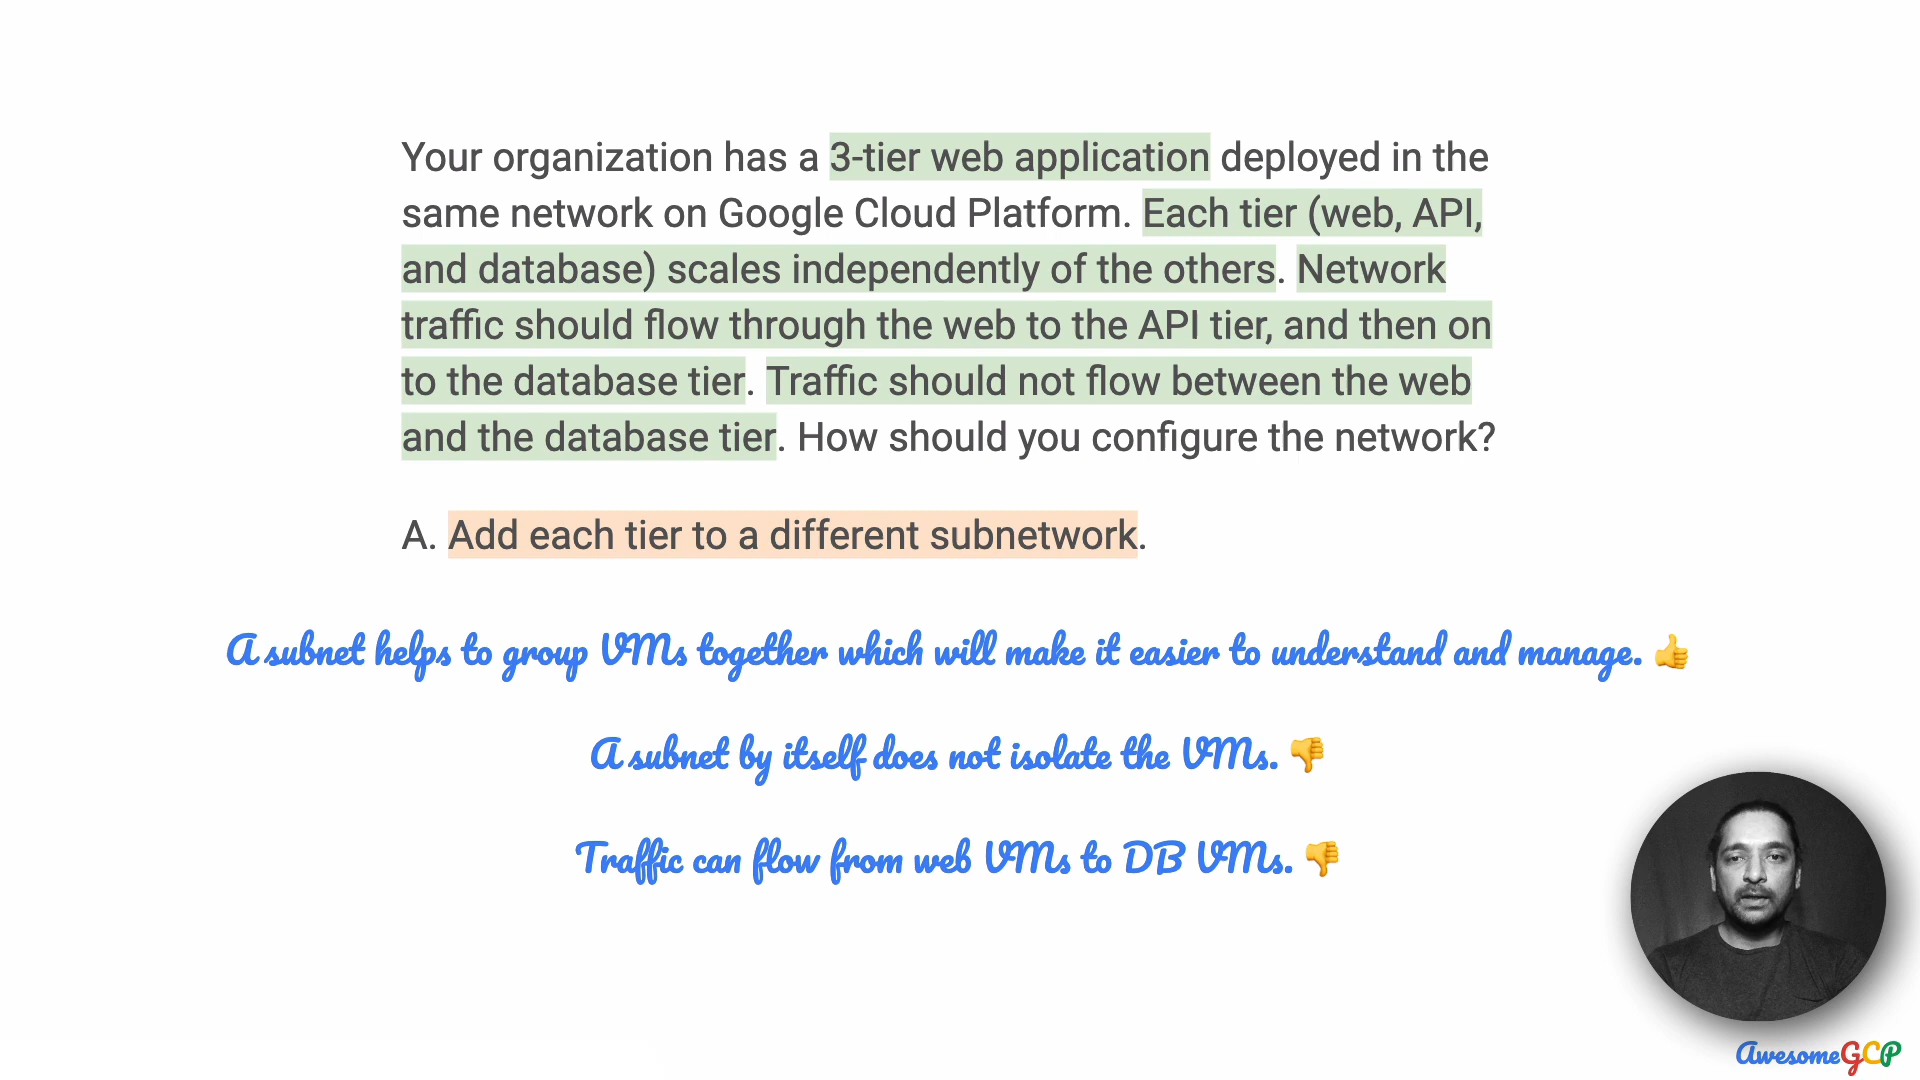 Your organization has a 3-tier web application deployed in the
same network on Google Cloud Platform. Each tier (web, API,
and database) scales independently of the others. Network
traffic should flow through the web to the API tier, and then on
to the database tier. Traffic should not flow between the web
and the database tier. How should you configure the network?
A. Add each tier to a different subnetwork.
A subnet helps to group VMs together which will make it easier to understand and manage. 👍
A subnet by itself does not isolate the VMs. 👎
Traffic can flow from web VMs to DB VMs. 👎
AwesomeGCP